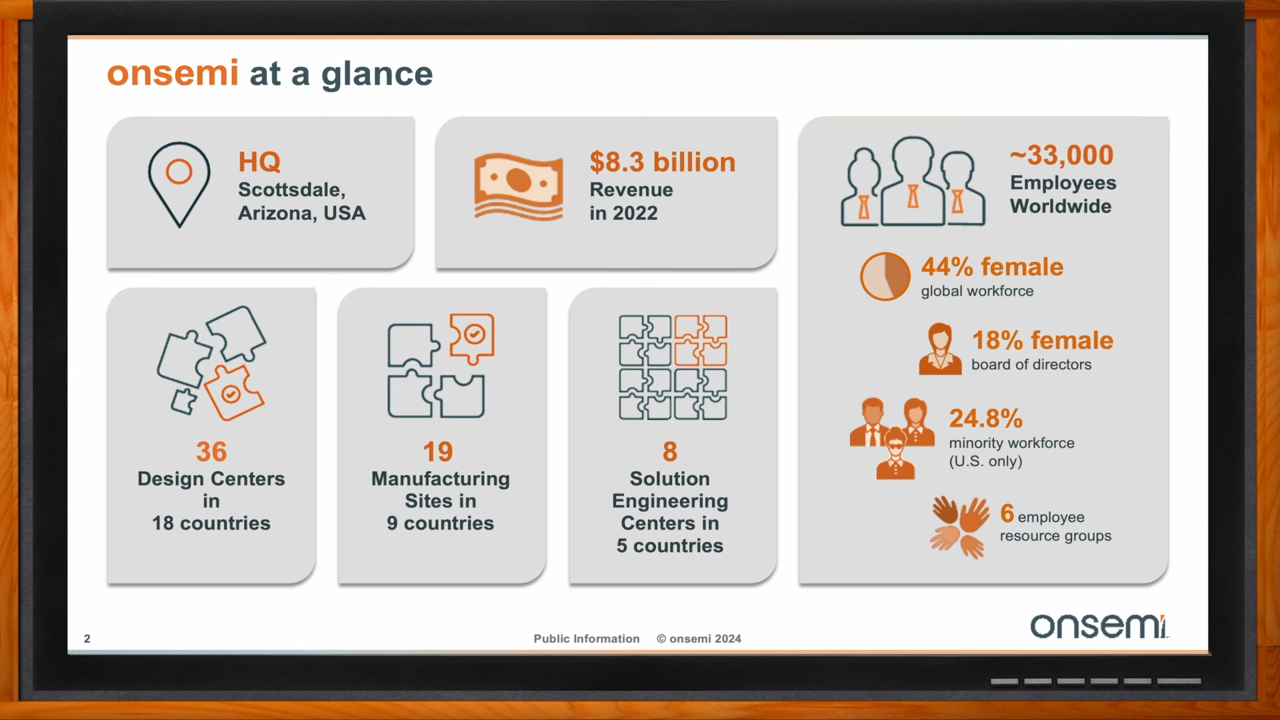 onsemi at a glance
HQ
Scottsdale,
Arizona, USA
$8.3 billion
Revenue
in 2022
~33,000
Employees
Worldwide
44% female
global workforce
18% female
board of directors
24.8%
minority workforce
(U.S. only)
6 employee
resource groups
36
Design Centers
in
18 countries
19
Manufacturing
Sites in
9 countries
8
Solution
Engineering
Centers in
5 countries
onsemi
2
Public Information © onsemi 2024